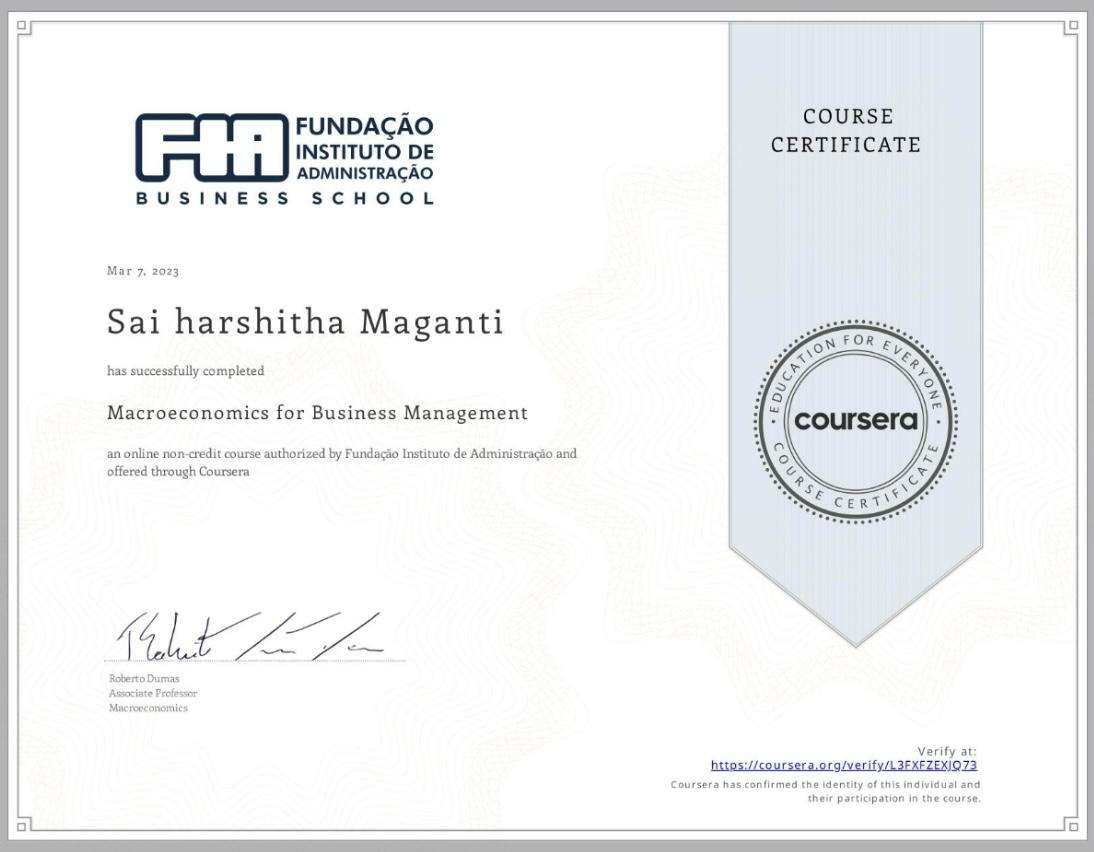 FIA
FUNDAÇÃO
INSTITUTO DE
ADMINISTRAÇÃO
BUSINESS SCHOOL
COURSE
CERTIFICATE
Mar 7, 2023
Sai harshitha Maganti
has successfully completed
Macroeconomics for Business Management
an online non-credit course authorized by Fundação Instituto de Administração and
offered through Coursera
EDUCATION FOR EVERYONE
coursera
COURSE CERTIFICATE
Roberto Dumas
Associate Professor
Macroeconomics
Verify at:
https://coursera.org/verify/L3FXFZEXJQ73
Coursera has confirmed the identity of this individual and
their participation in the course.